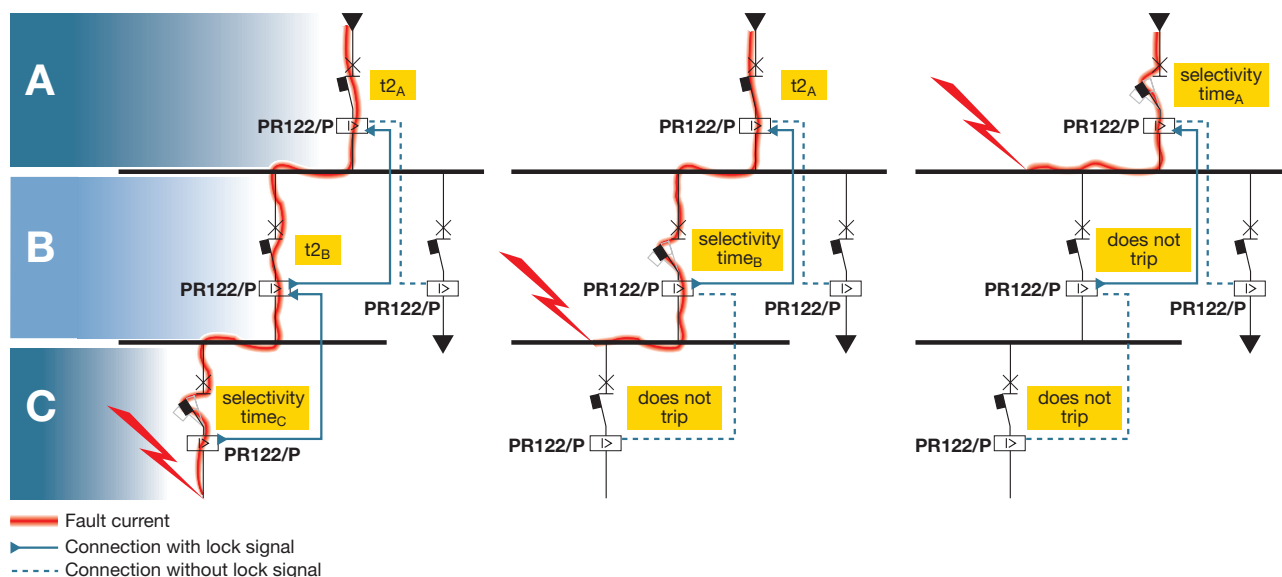 A
t2A
PR122/P
t2A
PR122/P
selectivity
timeA
PR122/P
B
t2B
PR122/P
PR122/P
selectivity
timeB
PR122/P
PR122/P
does not
trip
PR122/P
PR122/P
C
selectivity
timeC
PR122/P
does not
trip
PR122/P
does not
trip
PR122/P
Fault current
Connection with lock signal
Connection without lock signal